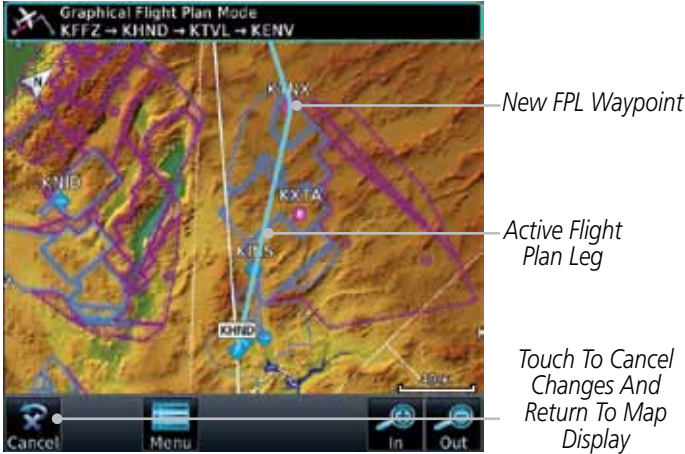 Graphical Flight Plan Mode
KFFZ → KHND → KTVL → KENV
N
KTNX
New FPL Waypoint
KNID
KXTA
Active Flight
Plan Leg
KINS
KHND
Touch To Cancel
Changes And
Return To Map
Display
Cancel
Menu
In
Out